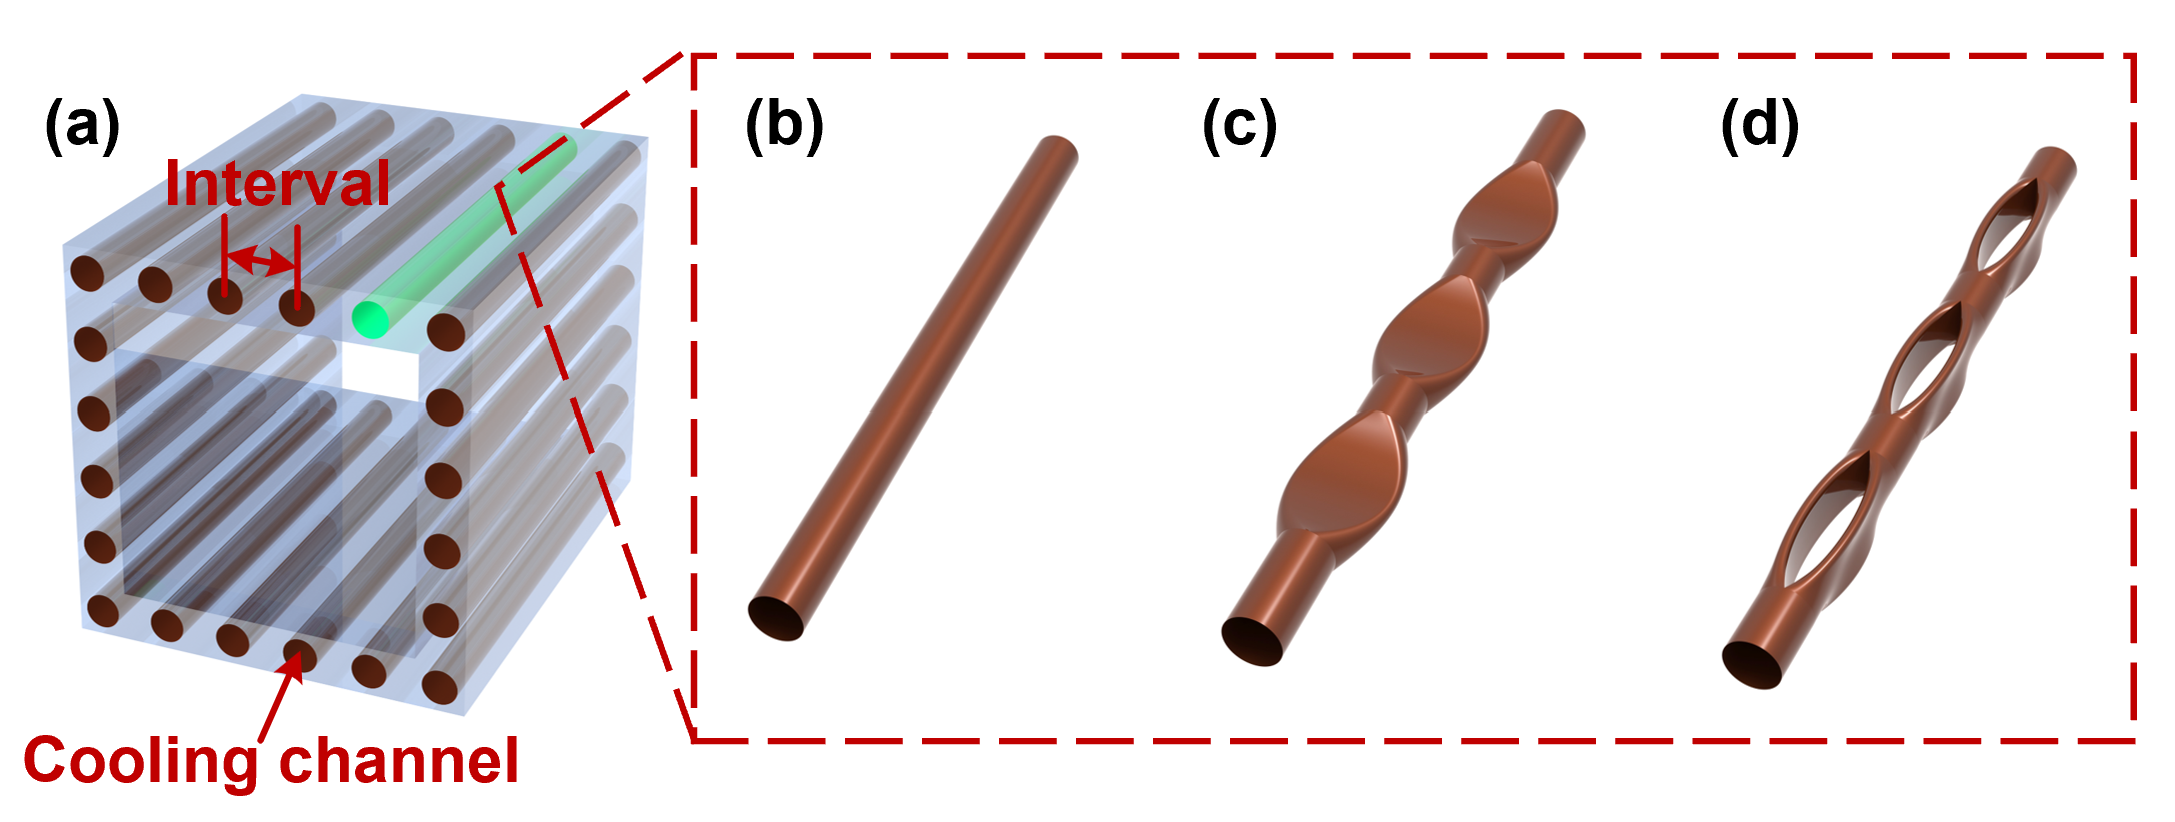 (a)
Interval
Cooling channel
(b)
(c)
(d)